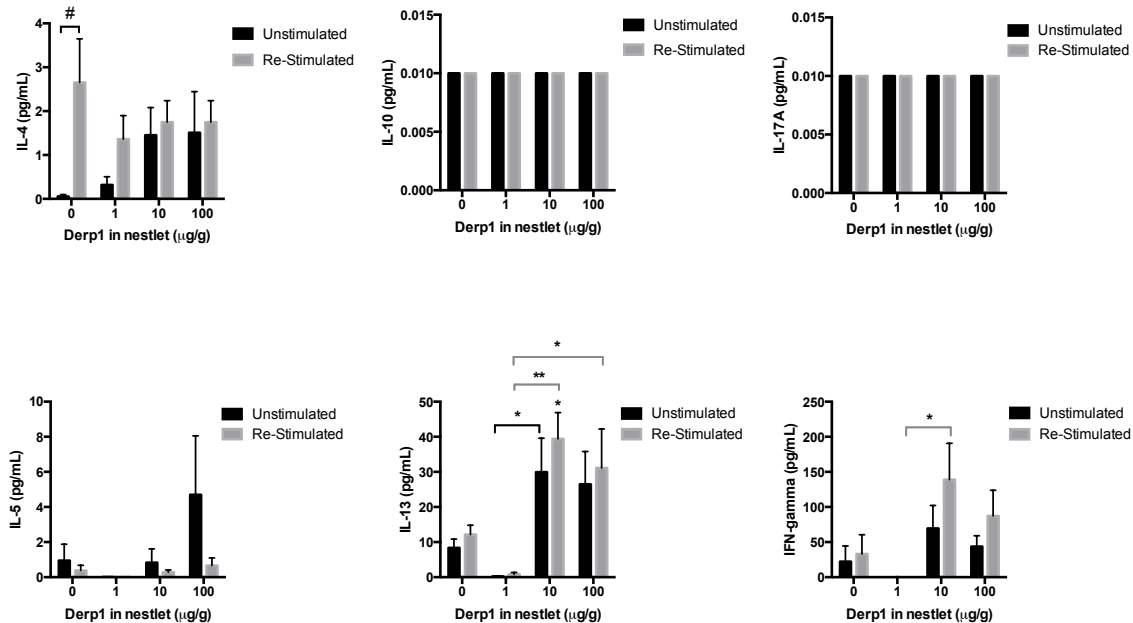 #
IL-4 (pg/mL)
4
3
2
1
0
0 1 10 100
Derp1 in nestlet (μg/g)
Unstimulated
Re-Stimulated
IL-10 (pg/mL)
0.015
0.010
0.005
0.000
0 1 10 100
Derp1 in nestlet (μg/g)
Unstimulated
Re-Stimulated
IL-17A (pg/mL)
0.015
0.010
0.005
0.000
0 1 10 100
Derp1 in nestlet (μg/g)
Unstimulated
Re-Stimulated
IL-5 (pg/mL)
10
8
6
4
2
0
0 1 10 100
Derp1 in nestlet (μg/g)
Unstimulated
Re-Stimulated
*
**
* *
IL-13 (pg/mL)
50
40
30
20
10
0
0 1 10 100
Derp1 in nestlet (μg/g)
Unstimulated
Re-Stimulated
*
IFN-gamma (pg/mL)
250
200
150
100
50
0
0 1 10 100
Derp1 in nestlet (μg/g)
Unstimulated
Re-Stimulated